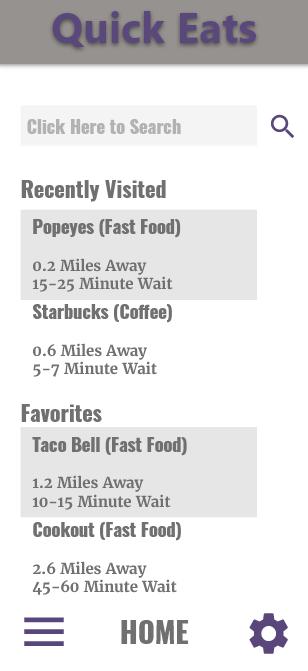 Quick Eats
Click Here to Search
Recently Visited
Popeyes (Fast Food)
0.2 Miles Away
15-25 Minute Wait
Starbucks (Coffee)
0.6 Miles Away
5-7 Minute Wait
Favorites
Taco Bell (Fast Food)
1.2 Miles Away
10-15 Minute Wait
Cookout (Fast Food)
2.6 Miles Away
45-60 Minute Wait
HOME